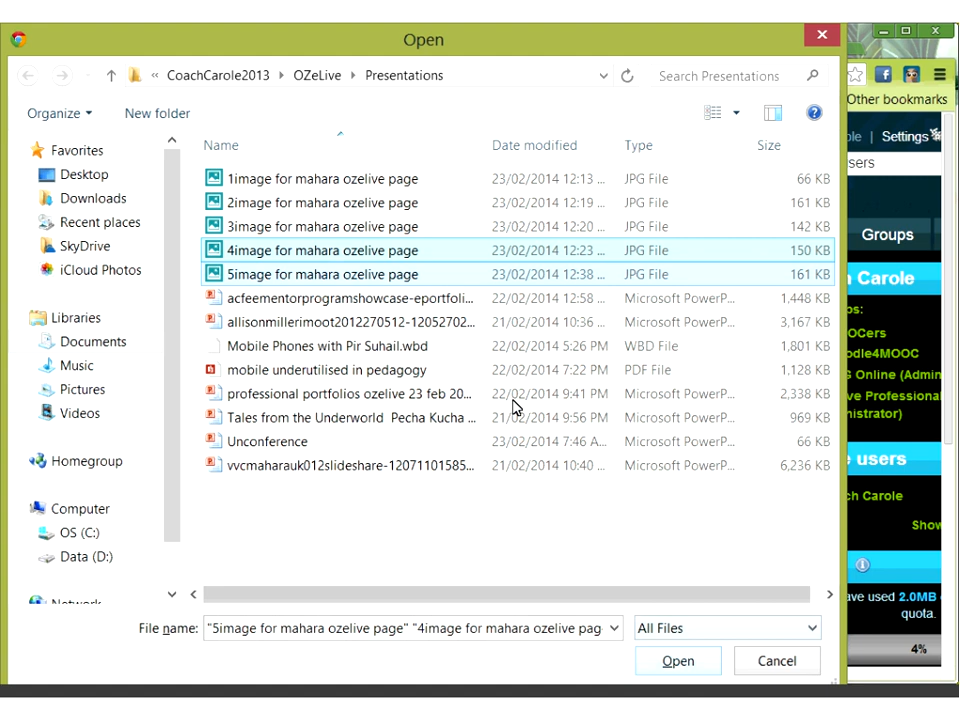 Open
« CoachCarole2013 OZeLive Presentations
Search Presentations
Other bookmarks
Organize
New folder
Settings
sers
Groups
Name
Date modified
Type
Size
Favorites
Desktop
Downloads
Recent places
SkyDrive
iCloud Photos
Libraries
Documents
Music
Pictures
Videos
Homegroup
Computer
OS (C:)
Data (D:)
1image for mahara ozelive page 23/02/2014 12:13 ... JPG File 66 KB
2image for mahara ozelive page 23/02/2014 12:19 ... JPG File 161 KB
3image for mahara ozelive page 23/02/2014 12:20 ... JPG File 142 KB
4image for mahara ozelive page 23/02/2014 12:23 ... JPG File 150 KB
5image for mahara ozelive page 23/02/2014 12:38 ... JPG File 161 KB
acfeementorprogramshowcase-eportfoli... 22/02/2014 12:58 ... Microsoft PowerP... 1,448 KB
allisonmillerimoot2012270512-12052702... 21/02/2014 10:36 ... Microsoft PowerP... 3,167 KB
Mobile Phones with Pir Suhail.wbd 22/02/2014 5:26 PM WBD File 1,801 KB
mobile underutilised in pedagogy 22/02/2014 7:22 PM PDF File 1,128 KB
professional portfolios ozelive 23 feb 20... 22/02/2014 9:41 PM Microsoft PowerP... 2,338 KB
Tales from the Underworld Pecha Kucha ... 21/02/2014 9:56 PM Microsoft PowerP... 969 KB
Unconference 23/02/2014 7:46 A... Microsoft PowerP... 66 KB
vvcmaharauk012slideshare-12071101585... 21/02/2014 10:40 ... Microsoft PowerP... 6,236 KB
Carole
ps:
OCers
odle4MOOC
Online (Admin
ve Professiona
nistrator)
users
ch Carole
Show
ave used 2.0MB
quota.
4%
File name: "5image for mahara ozelive page" "4image for mahara ozelive pag
All Files
Open
Cancel